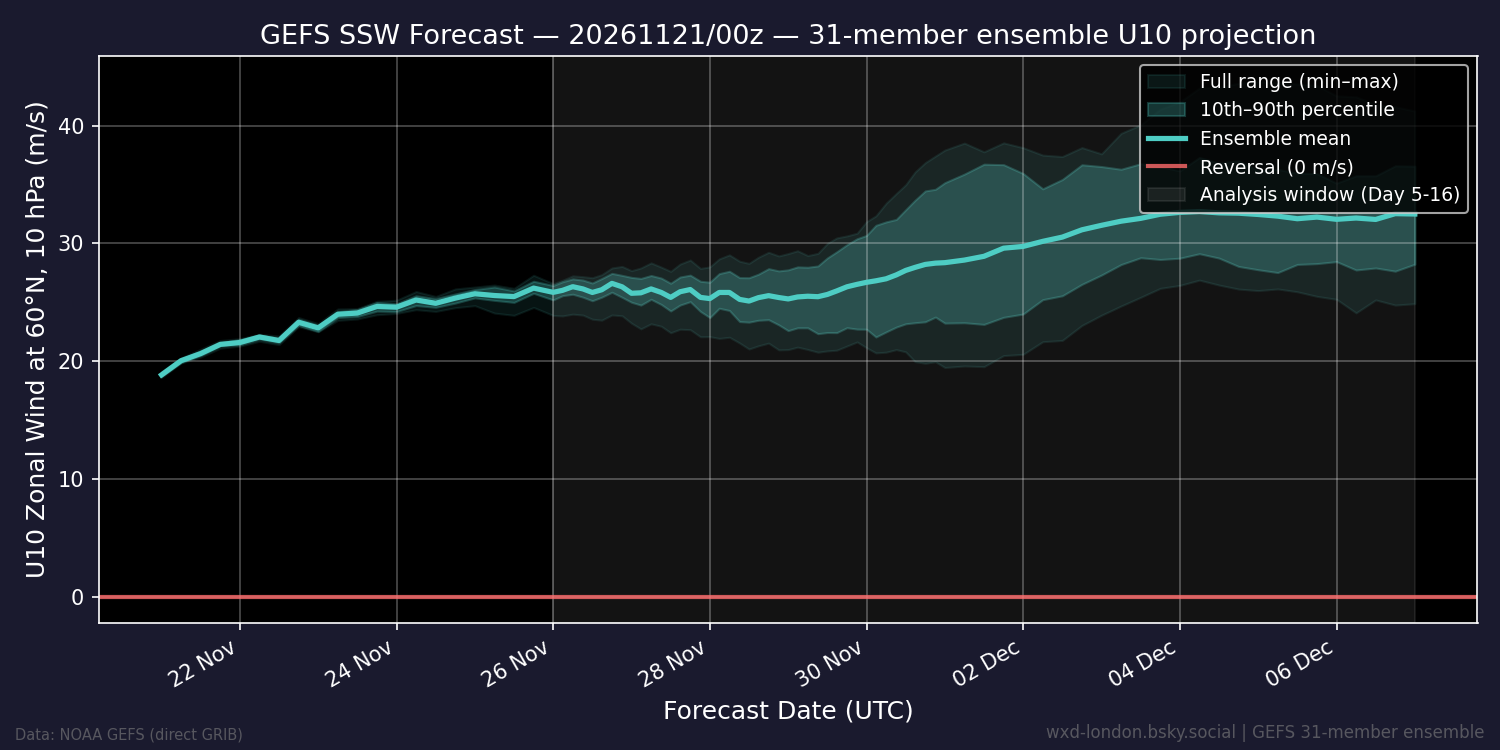 GEFS SSW Forecast — 20261121/00z — 31-member ensemble U10 projection
Full range (min–max)
10th–90th percentile
Ensemble mean
Reversal (0 m/s)
Analysis window (Day 5-16)
U10 Zonal Wind at 60°N, 10 hPa (m/s)
40
30
20
10
0
22 Nov
24 Nov
26 Nov
28 Nov
30 Nov
02 Dec
04 Dec
06 Dec
Forecast Date (UTC)
Data: NOAA GEFS (direct GRIB)
wxd-london.bsky.social | GEFS 31-member ensemble